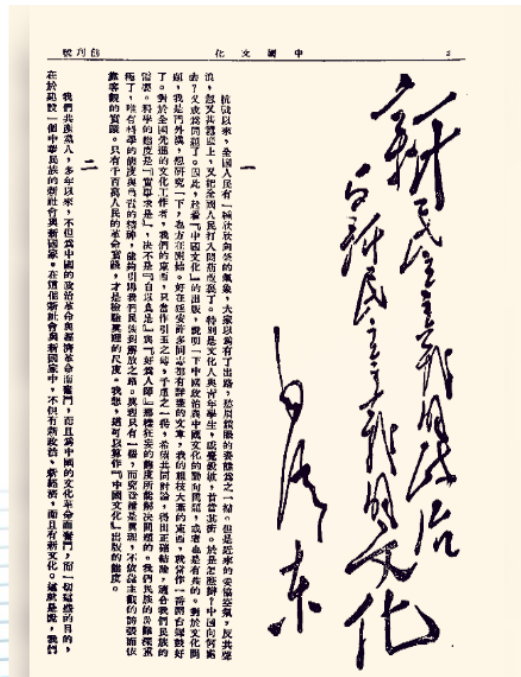 2
中國文化
創刊號
新民主主義的政治
与新民主主義的文化
毛澤東
一
抗戰以來，全國人民有一種欣欣向榮的氣象，大家以爲有了出路，愁眉鎖眼的姿態爲之一掃。但是近來的妥協空氣，反共聲
浪，忽又甚囂塵上，又把全國人民打入悶葫蘆裏了。特別是文化人與青年學生，感覺敏銳，首當其衝。於是怎麼辦？中國向何處
去？又成爲問題了。因此，趁着『中國文化』的出版，說明一下中國政治與中國文化的動向問題，或者也是有益的。對於文化問
題，我是門外漢，想研究一下，也方在開始。好在延安許多同志都有詳盡的文章，我的粗枝大葉的東西，就當作一番開台鑼鼓好
了。對於全國先進的文化工作者，我們的東西，只當作引玉之磚，千慮之一得，希望共同討論，得出正確結論，適合我們民族的
需要。科學的態度是『實事求是』，決不是『自以爲是』與『好爲人師』那樣狂妄的態度所能解決問題的。我們民族的災難深重
極了，唯有科學的態度與負責的精神，能夠引導我們民族到解放之路。真理只有一個，而究竟誰是真理，不依靠主觀的誇張而依
靠客觀的實踐。只有千百萬人民的革命實踐，才是檢驗真理的尺度。我想，這可以算作『中國文化』出版的態度。
二
我們共產黨人，多年以來，不但爲中國的政治革命與經濟革命而奮鬥，而且爲中國的文化革命而奮鬥，而一切這些的目的，
在於建設一個中華民族的新社會與新國家。在這個新社會與新國家中，不但有新政治、新經濟，而且有新文化。這就是說，我們